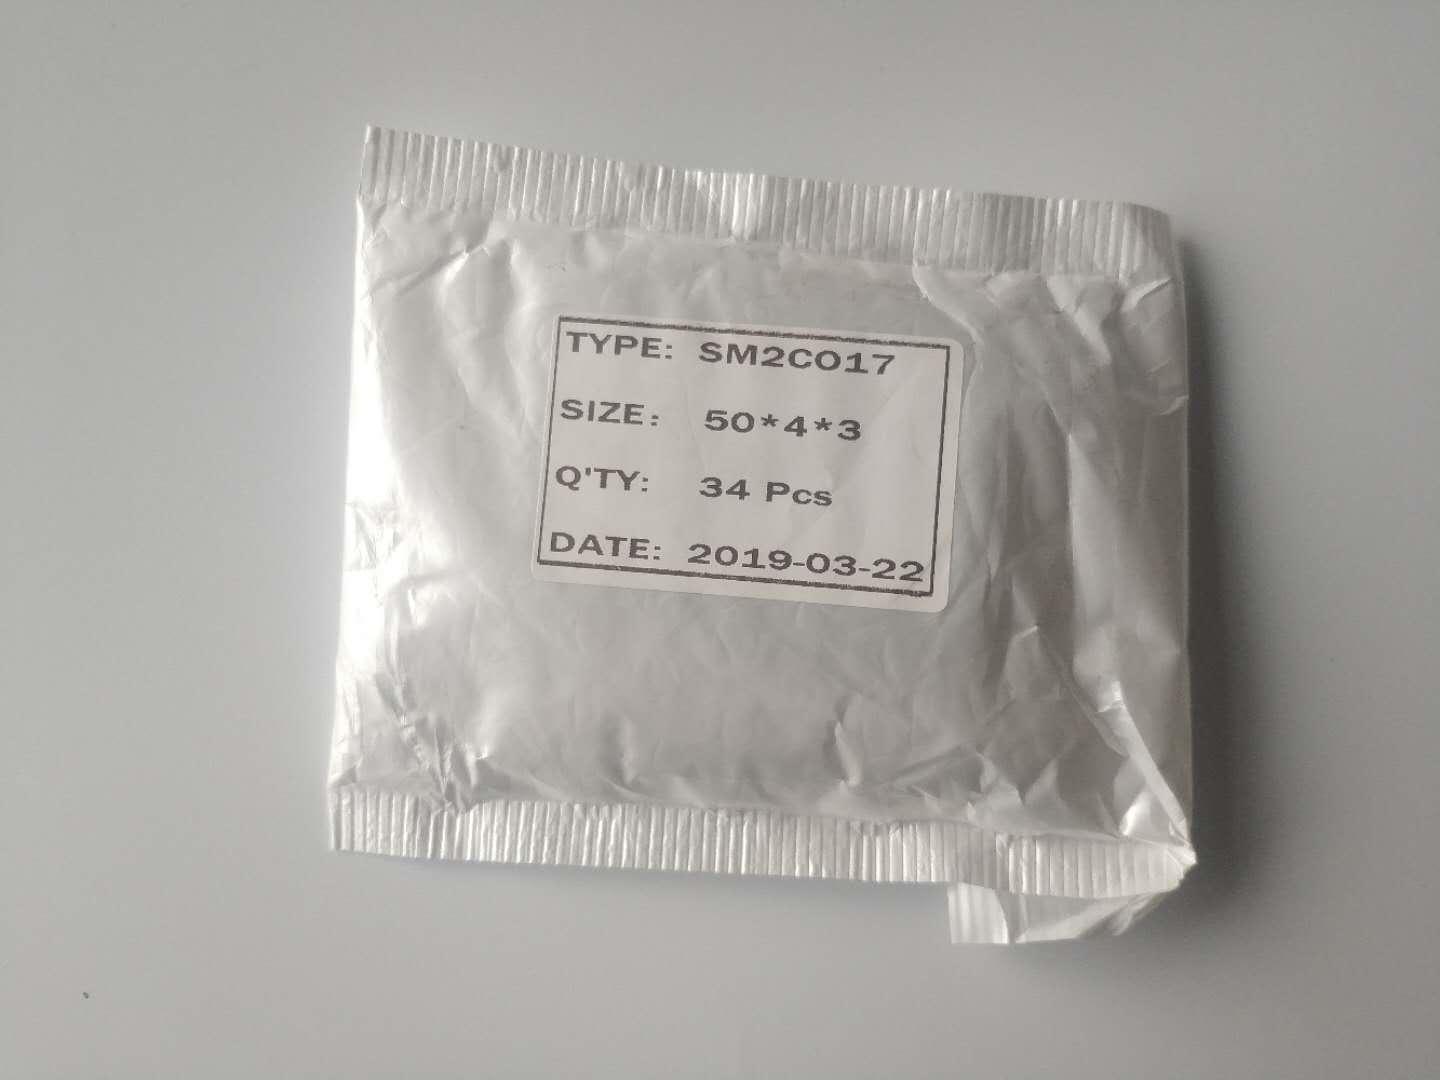 TYPE: SM2CO17
SIZE: 50*4*3
Q'TY: 34 Pcs
DATE: 2019-03-22